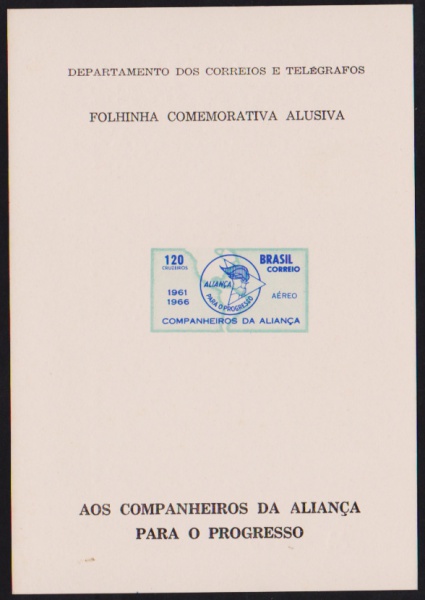 DEPARTAMENTO DOS CORREIOS E TELÉGRAFOS
FOLHINHA COMEMORATIVA ALUSIVA
120
CRUZEIROS
BRASIL
CORREIO
ALIANÇA
PARA O PROGRESSO
1961
1966
AÉREO
COMPANHEIROS DA ALIANÇA
AOS COMPANHEIROS DA ALIANÇA
PARA O PROGRESSO